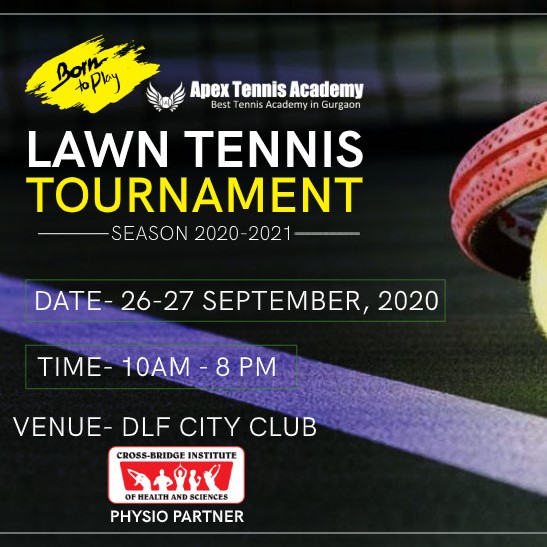 Born
to Play
Apex Tennis Academy
Best Tennis Academy in Gurgaon
LAWN TENNIS
TOURNAMENT
SEASON 2020-2021
DATE- 26-27 SEPTEMBER, 2020
TIME- 10AM - 8 PM
VENUE- DLF CITY CLUB
CROSS-BRIDGE INSTITUTE
OF HEALTH AND SCIENCES
PHYSIO PARTNER